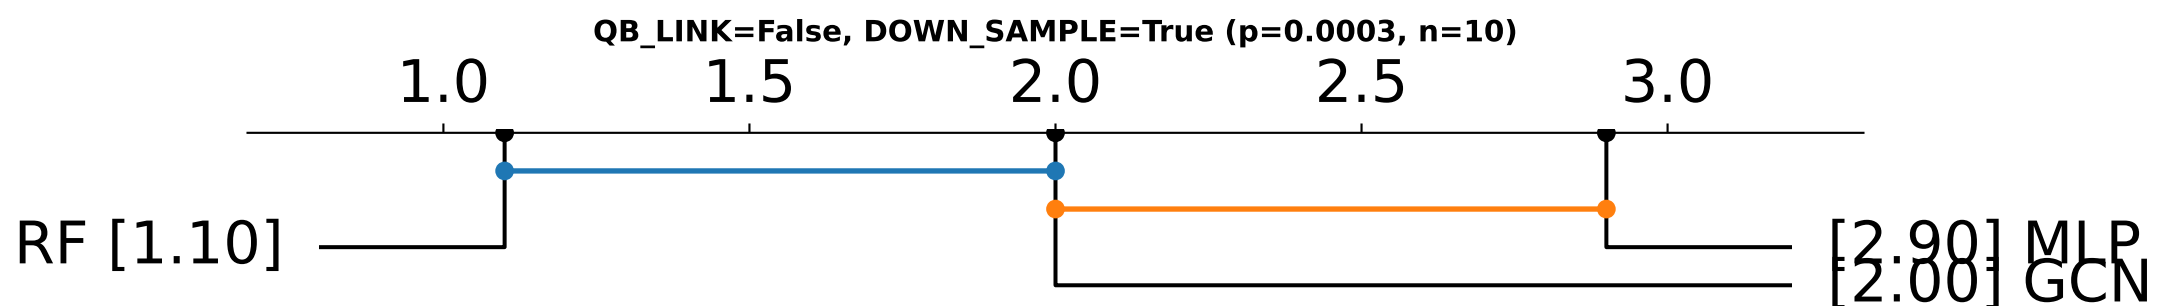 QB_LINK=False, DOWN_SAMPLE=True (p=0.0003, n=10)
1.0 1.5 2.0 2.5 3.0
RF [1.10] [2.90] MLP
[2.00] GCN